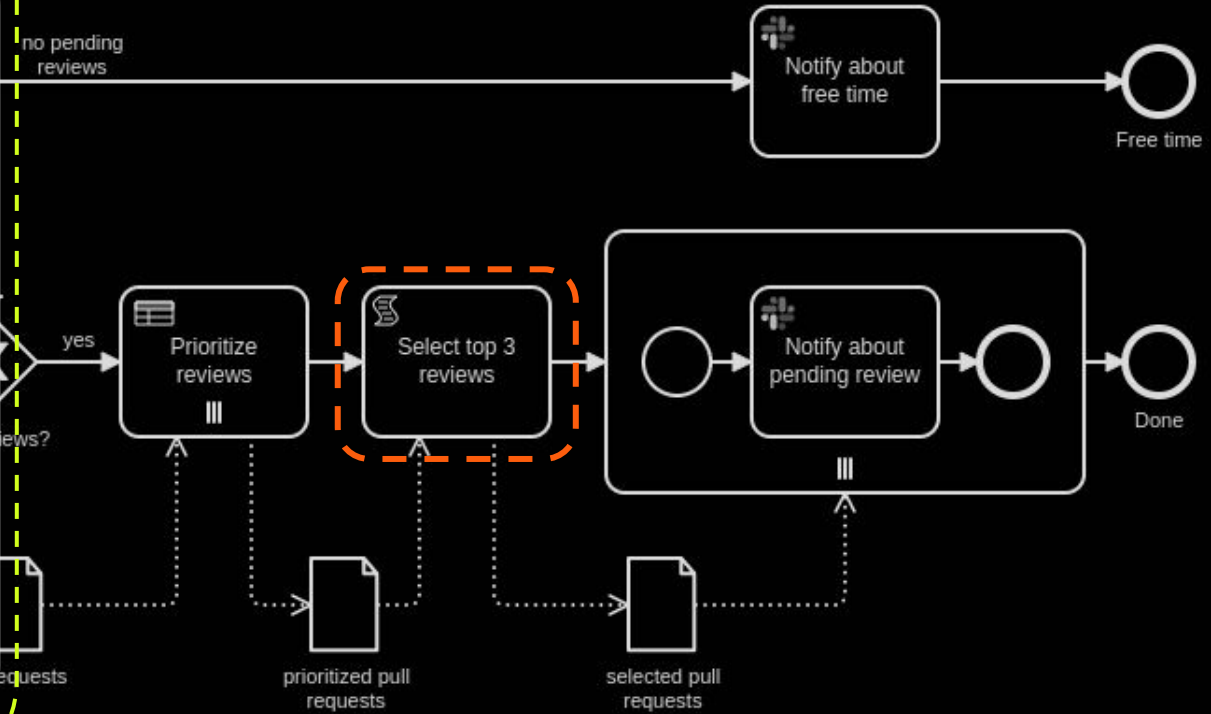 no pending
reviews
Notify about
free time
Free time
yes
Prioritize
reviews
Select top 3
reviews
Notify about
pending review
Done
prioritized pull
requests
selected pull
requests